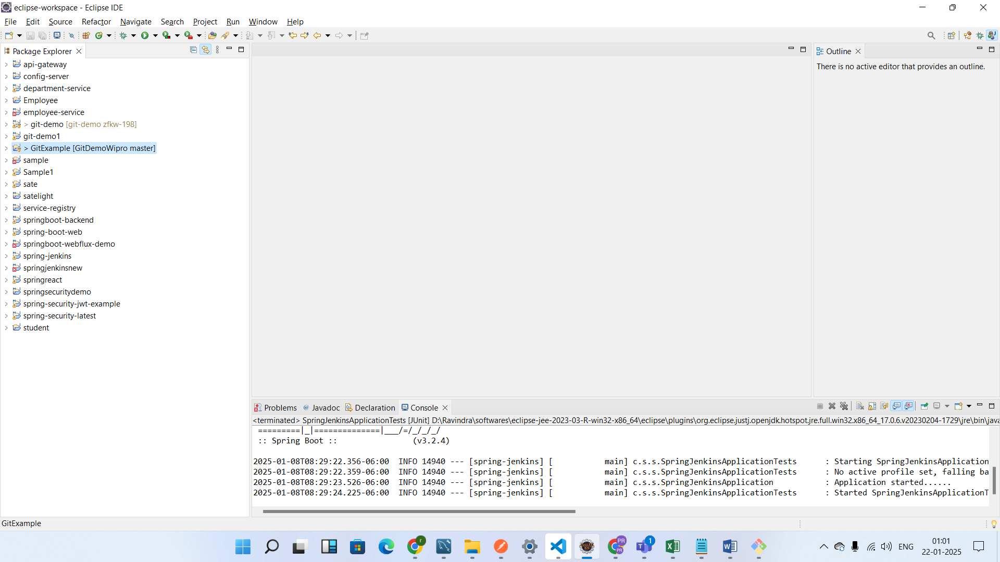 eclipse-workspace - Eclipse IDE
File Edit Source Refactor Navigate Search Project Run Window Help
Package Explorer
api-gateway
config-server
department-service
Employee
employee-service
> git-demo [git-demo zfkw-198]
git-demo1
> GitExample [GitDemoWipro master]
sample
Sample1
sate
satelight
service-registry
springboot-backend
spring-boot-web
springboot-webflux-demo
spring-jenkins
springjenkinsnew
springreact
springsecuritydemo
spring-security-jwt-example
spring-security-latest
student
Outline
There is no active editor that provides an outline.
Problems Javadoc Declaration Console
<terminated> SpringJenkinsApplicationTests [JUnit] D:\Ravindra\softwares\eclipse-jee-2023-03-R-win32-x86_64\eclipse\plugins\org.eclipse.justj.openjdk.hotspot.jre.full.win32.x86_64_17.0.6.v20230204-1729\jre\bin\java
=========|_|==============|___/=/_/_/_/
:: Spring Boot :: (v3.2.4)
2025-01-08T08:29:22.356-06:00 INFO 14940 --- [spring-jenkins] [ main] c.s.s.SpringJenkinsApplicationTests : Starting SpringJenkinsApplication
2025-01-08T08:29:22.359-06:00 INFO 14940 --- [spring-jenkins] [ main] c.s.s.SpringJenkinsApplicationTests : No active profile set, falling ba
2025-01-08T08:29:23.526-06:00 INFO 14940 --- [spring-jenkins] [ main] c.s.s.SpringJenkinsApplication : Application started......
2025-01-08T08:29:24.225-06:00 INFO 14940 --- [spring-jenkins] [ main] c.s.s.SpringJenkinsApplicationTests : Started SpringJenkinsApplicationT
GitExample
r
PR
PR
1
ENG
01:01
22-01-2025